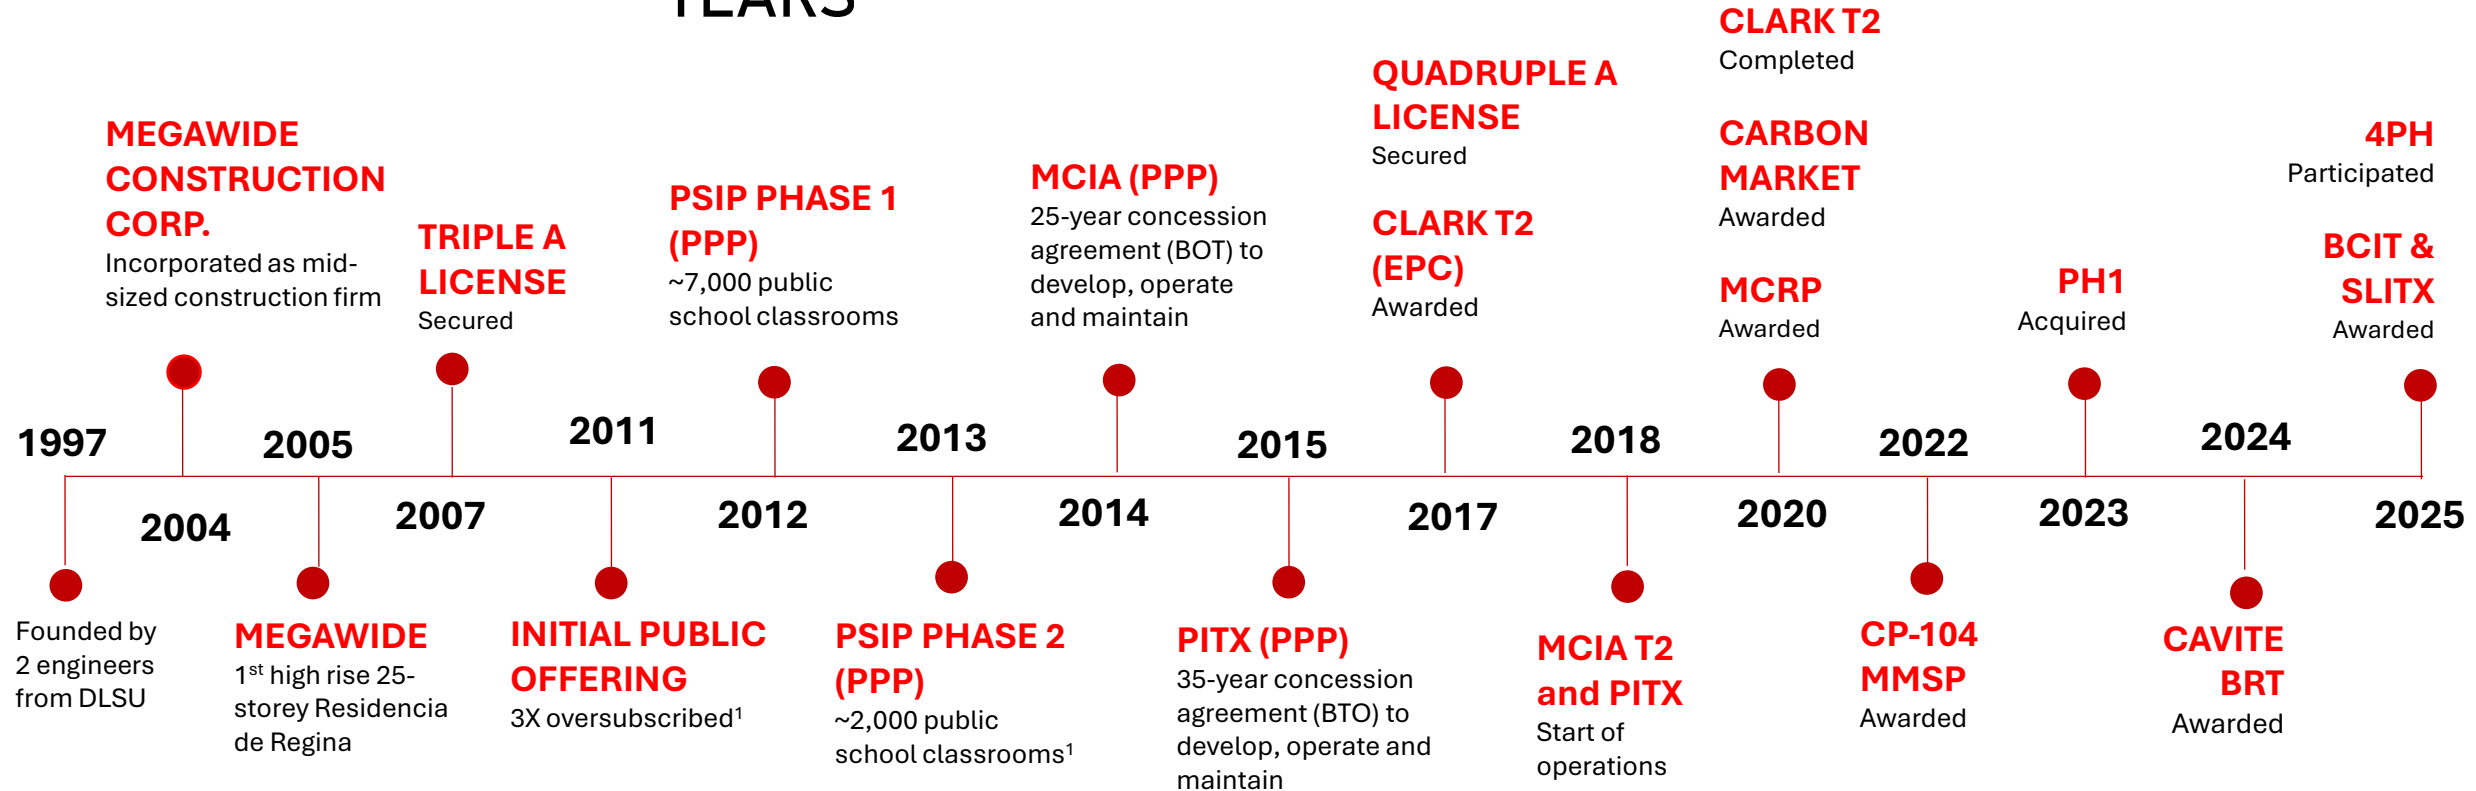 YEARS
1997
Founded by
2 engineers
from DLSU
MEGAWIDE
CONSTRUCTION
CORP.
Incorporated as mid-
sized construction firm
2004
2005
MEGAWIDE
1st high rise 25-
storey Residencia
de Regina
TRIPLE A
LICENSE
Secured
2007
2011
INITIAL PUBLIC
OFFERING
3X oversubscribed¹
PSIP PHASE 1
(PPP)
~7,000 public
school classrooms
2012
2013
PSIP PHASE 2
(PPP)
~2,000 public
school classrooms¹
MCIA (PPP)
25-year concession
agreement (BOT) to
develop, operate
and maintain
2014
2015
PITX (PPP)
35-year concession
agreement (BTO) to
develop, operate and
maintain
QUADRUPLE A
LICENSE
Secured
CLARK T2
(EPC)
Awarded
2017
2018
MCIA T2
and PITX
Start of
operations
CLARK T2
Completed
CARBON
MARKET
Awarded
MCRP
Awarded
2020
2022
CP-104
MMSP
Awarded
PH1
Acquired
2023
2024
CAVITE
BRT
Awarded
4PH
Participated
BCIT &
SLITX
Awarded
2025